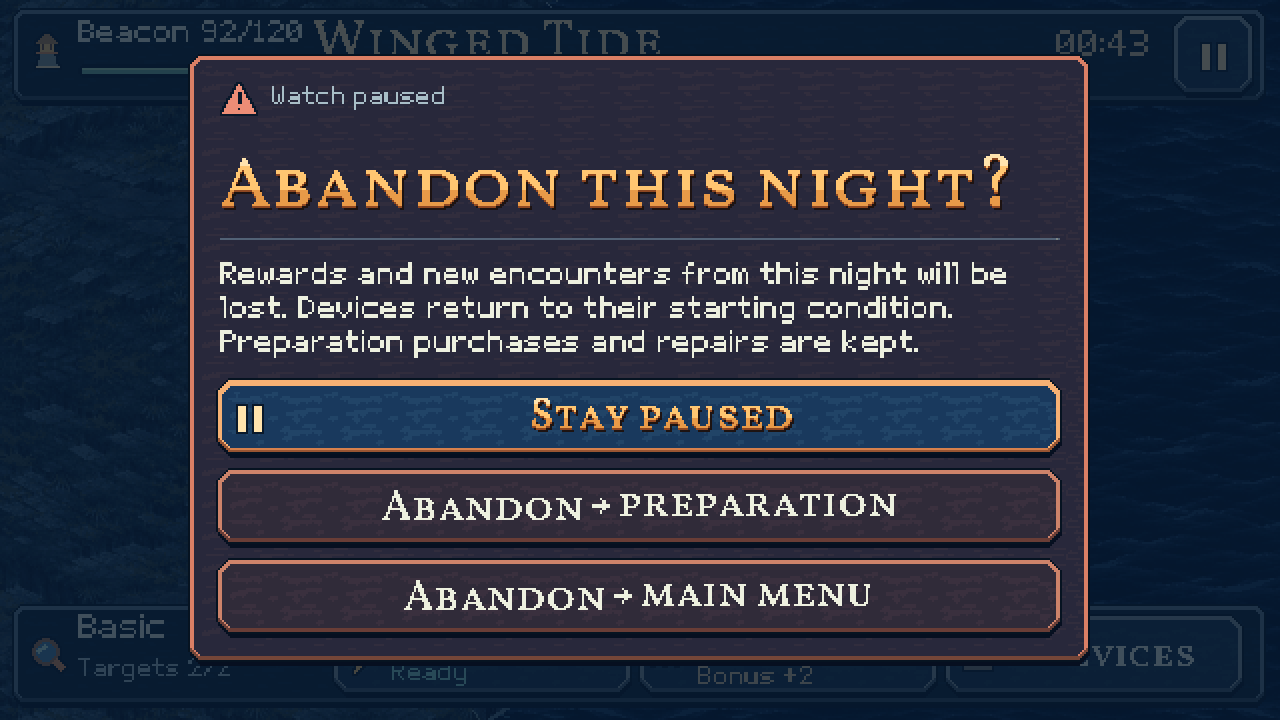 Beacon 92/120
WINGED TIDE
00:43
Watch paused
ABANDON THIS NIGHT?
Rewards and new encounters from this night will be
lost. Devices return to their starting condition.
Preparation purchases and repairs are kept.
STAY PAUSED
ABANDON → PREPARATION
ABANDON → MAIN MENU
Basic
Targets 2/2
Ready
Bonus +2